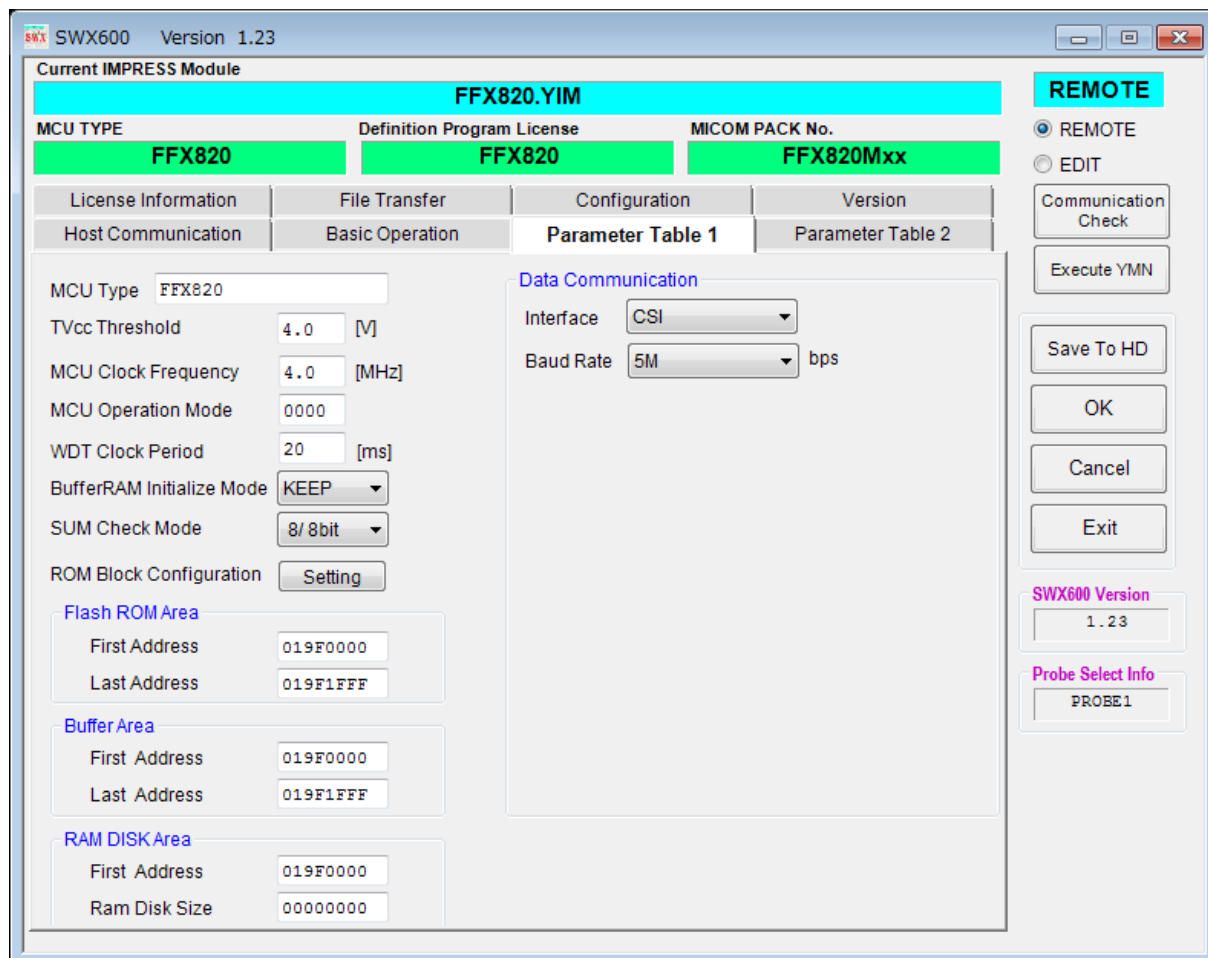 SWX600 Version 1.23
Current IMPRESS Module
FFX820.YIM
MCU TYPE
Definition Program License
MICOM PACK No.
FFX820
FFX820
FFX820Mxx
License Information
File Transfer
Configuration
Version
Host Communication
Basic Operation
Parameter Table 1
Parameter Table 2
MCU Type FFX820
TVcc Threshold 4.0 [V]
MCU Clock Frequency 4.0 [MHz]
MCU Operation Mode 0000
WDT Clock Period 20 [ms]
BufferRAM Initialize Mode KEEP
SUM Check Mode 8/ 8bit
ROM Block Configuration Setting
Flash ROM Area
First Address 019F0000
Last Address 019F1FFF
Buffer Area
First Address 019F0000
Last Address 019F1FFF
RAM DISK Area
First Address 019F0000
Ram Disk Size 00000000
Data Communication
Interface CSI
Baud Rate 5M bps
REMOTE
REMOTE
EDIT
Communication
Check
Execute YMN
Save To HD
OK
Cancel
Exit
SWX600 Version
1.23
Probe Select Info
PROBE1